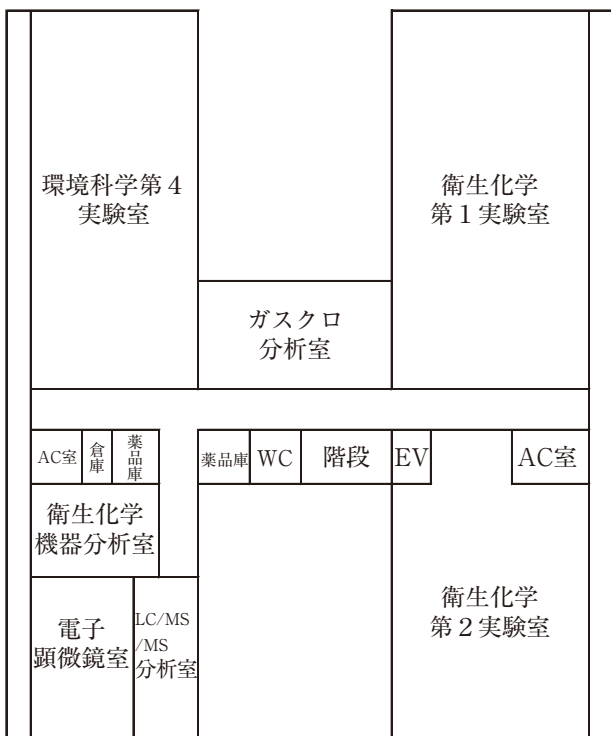 環境科学第4
実験室
衛生化学
第1実験室
ガスクロ
分析室
AC室
倉庫
薬品庫
薬品庫
WC
階段
EV
AC室
衛生化学
機器分析室
衛生化学
第2実験室
電子
顕微鏡室
LC/MS
/MS
分析室